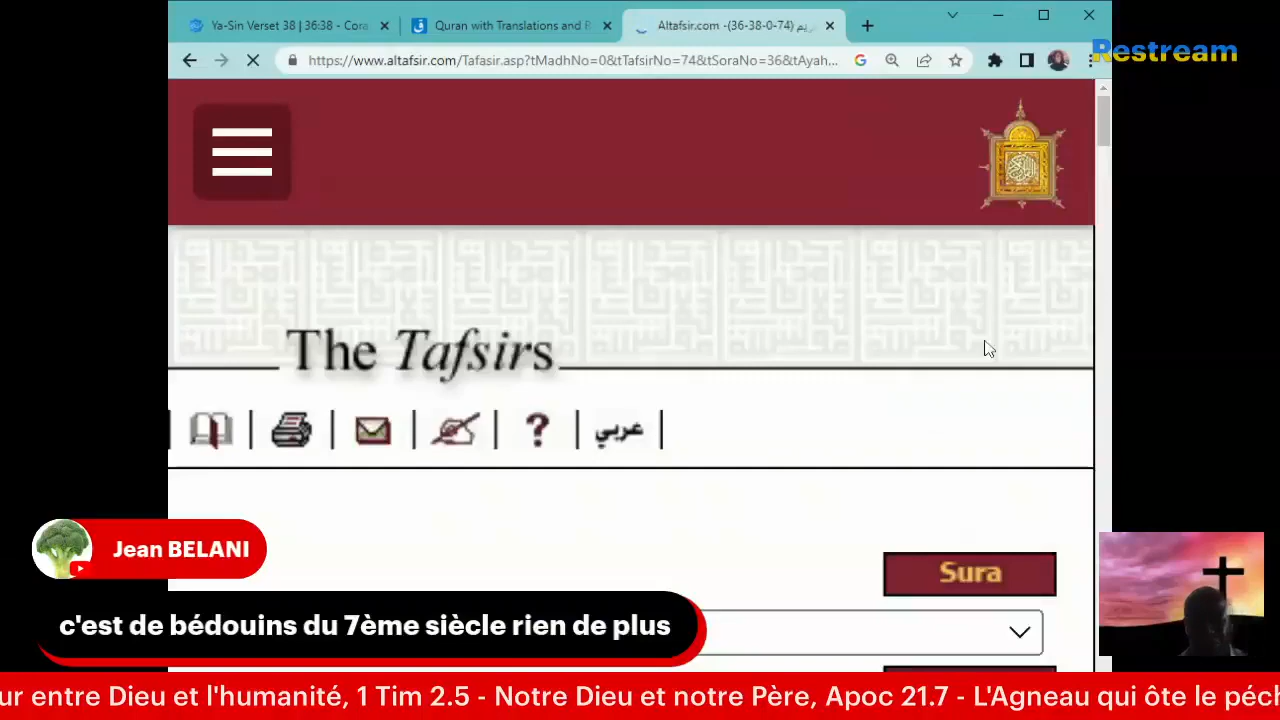 Ya-Sin Verset 38 | 36:38 - Cora
Quran with Translations and R
Altafsir.com -(36-38-0-74)
https://www.altafsir.com/Tafasir.asp?tMadhNo=0&tTafsirNo=74&tSoraNo=36&tAyah...
Restream
The Tafsirs
?
عربي
Sura
Jean BELANI
c'est de bédouins du 7ème siècle rien de plus
ur entre Dieu et l'humanité, 1 Tim 2.5 - Notre Dieu et notre Père, Apoc 21.7 - L'Agneau qui ôte le péch